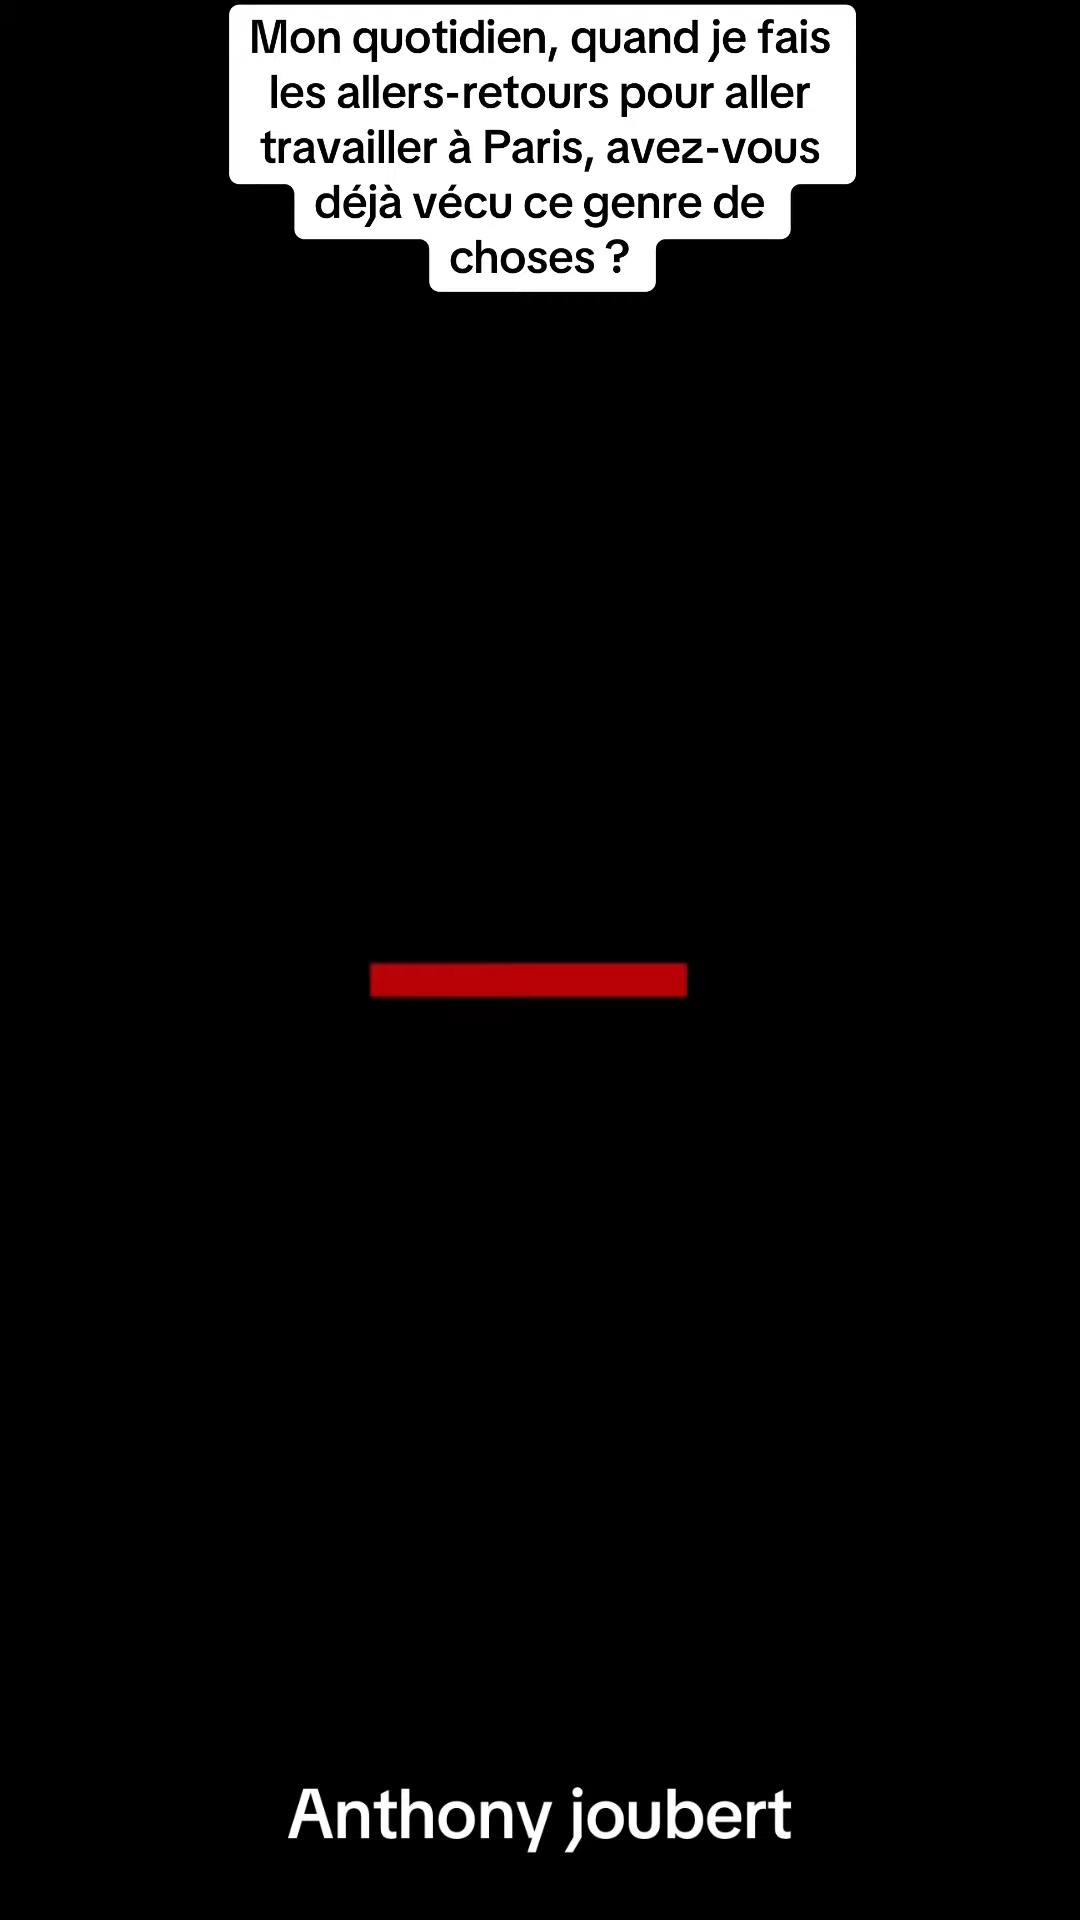 Mon quotidien, quand je fais
les allers-retours pour aller
travailler à Paris, avez-vous
déjà vécu ce genre de
choses ?
Anthony joubert